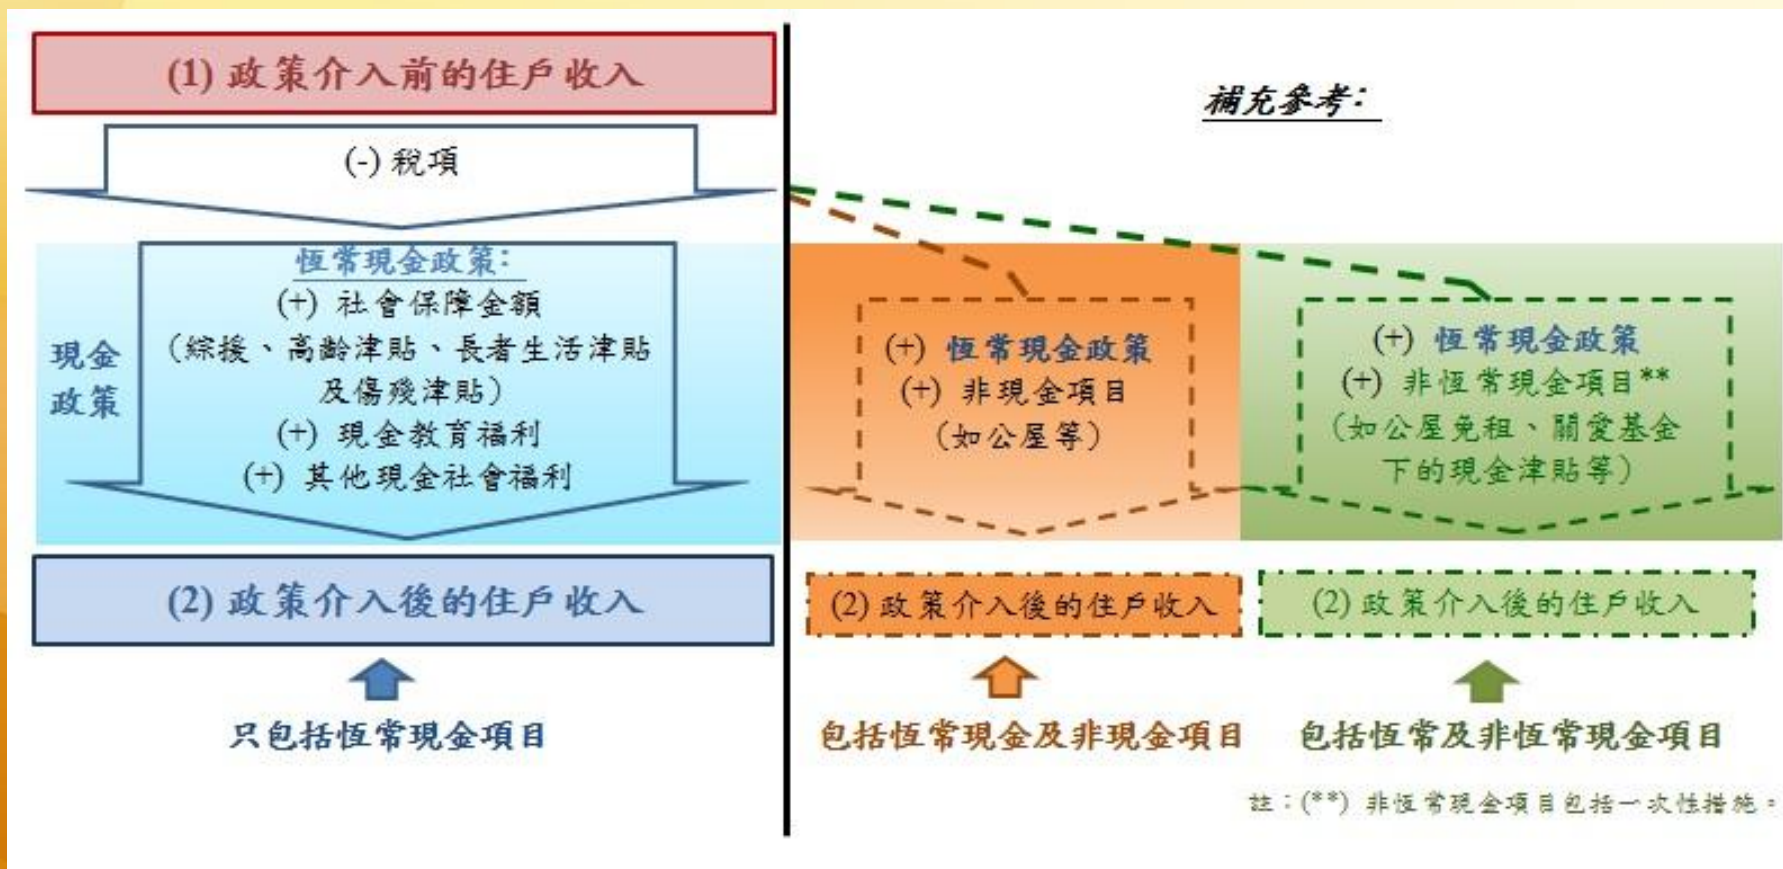 (1) 政策介入前的住戶收入
(-) 稅項
現金
政策
恆常現金政策：
(+) 社會保障金額
（綜援、高齡津貼、長者生活津貼
及傷殘津貼）
(+) 現金教育福利
(+) 其他現金社會福利
(2) 政策介入後的住戶收入
只包括恆常現金項目
補充參考：
(+) 恆常現金政策
(+) 非現金項目
（如公屋等）
(2) 政策介入後的住戶收入
包括恆常現金及非現金項目
(+) 恆常現金政策
(+) 非恆常現金項目**
（如公屋免租、關愛基金
下的現金津貼等）
(2) 政策介入後的住戶收入
包括恆常及非恆常現金項目
註：(**) 非恆常現金項目包括一次性措施。